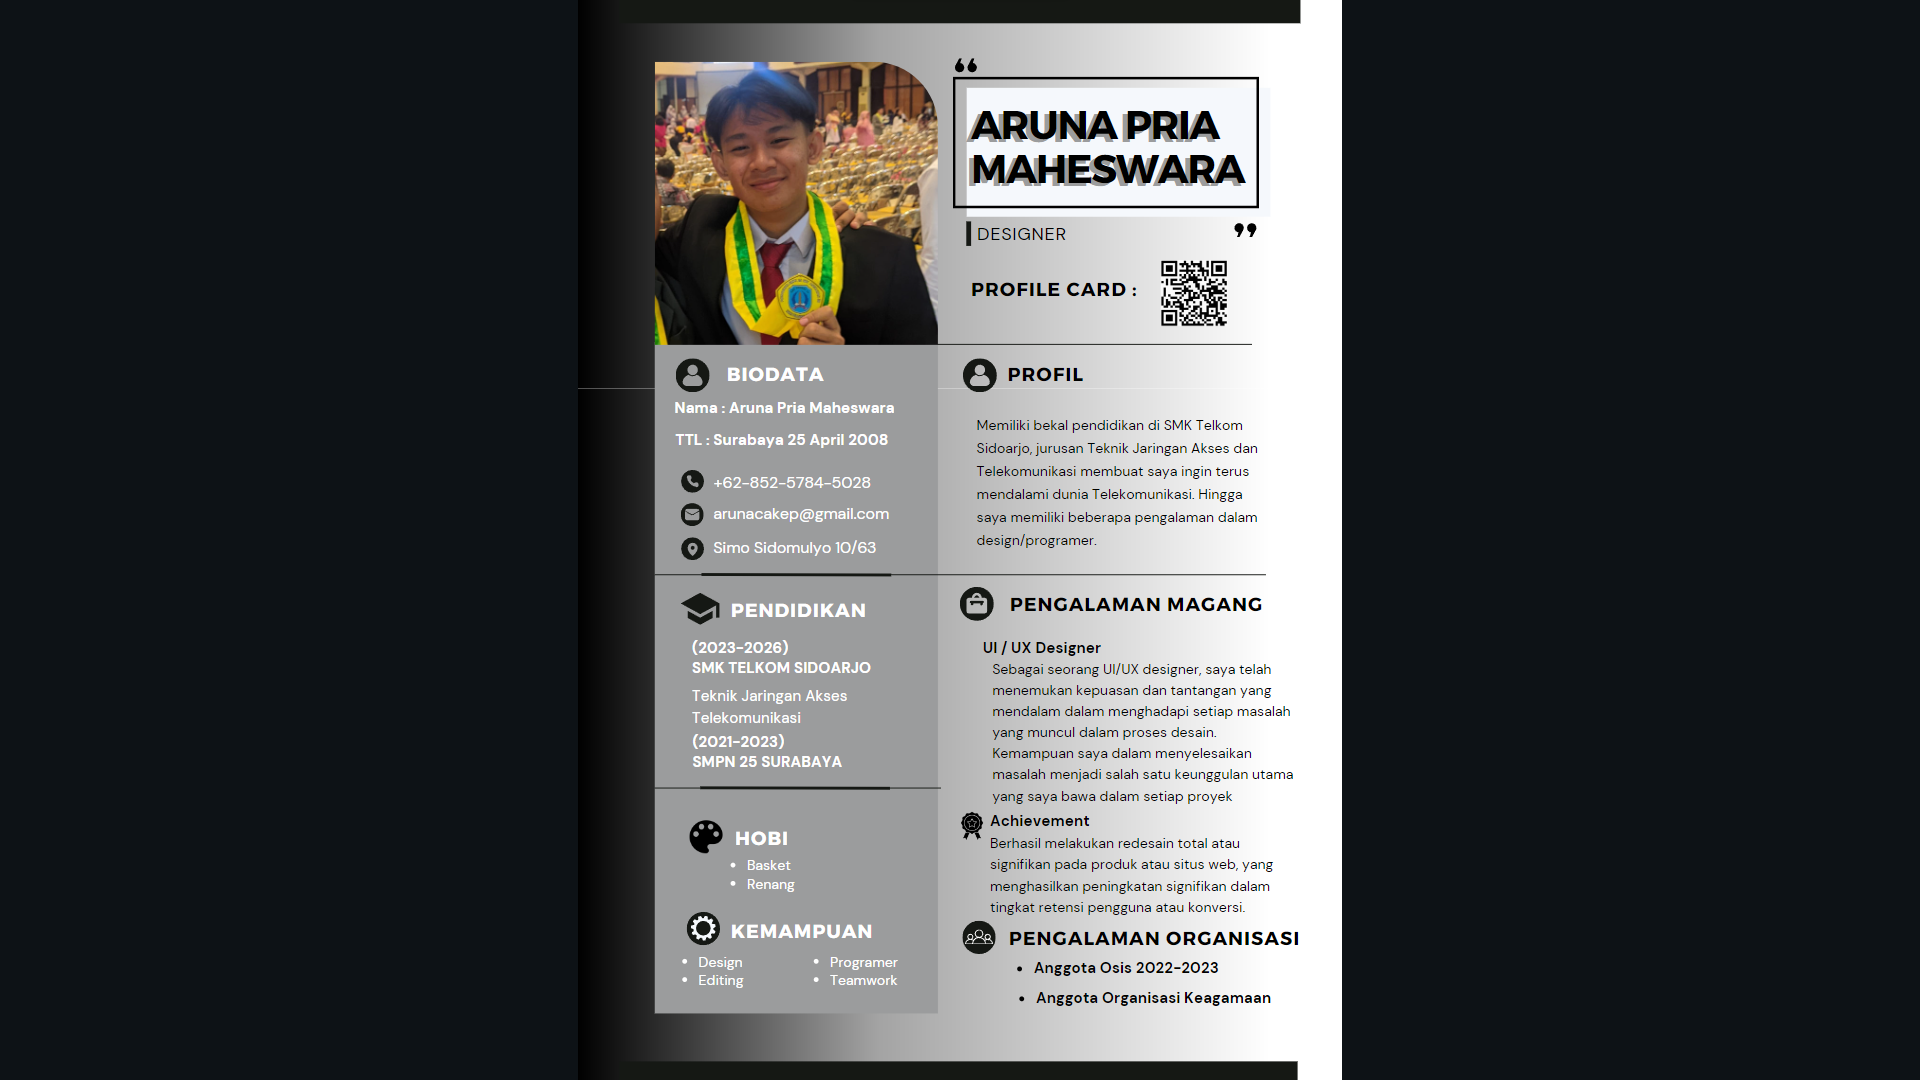 “
ARUNA PRIA
MAHESWARA
DESIGNER
”
PROFILE CARD :
BIODATA
Nama : Aruna Pria Maheswara
TTL : Surabaya 25 April 2008
+62-852-5784-5028
arunacakep@gmail.com
Simo Sidomulyo 10/63
PENDIDIKAN
(2023-2026)
SMK TELKOM SIDOARJO
Teknik Jaringan Akses
Telekomunikasi
(2021-2023)
SMPN 25 SURABAYA
HOBI
• Basket
• Renang
KEMAMPUAN
• Design
• Editing
• Programer
• Teamwork
PROFIL
Memiliki bekal pendidikan di SMK Telkom
Sidoarjo, jurusan Teknik Jaringan Akses dan
Telekomunikasi membuat saya ingin terus
mendalami dunia Telekomunikasi. Hingga
saya memiliki beberapa pengalaman dalam
design/programer.
PENGALAMAN MAGANG
UI / UX Designer
Sebagai seorang UI/UX designer, saya telah
menemukan kepuasan dan tantangan yang
mendalam dalam menghadapi setiap masalah
yang muncul dalam proses desain.
Kemampuan saya dalam menyelesaikan
masalah menjadi salah satu keunggulan utama
yang saya bawa dalam setiap proyek
Achievement
Berhasil melakukan redesain total atau
signifikan pada produk atau situs web, yang
menghasilkan peningkatan signifikan dalam
tingkat retensi pengguna atau konversi.
PENGALAMAN ORGANISASI
• Anggota Osis 2022-2023
• Anggota Organisasi Keagamaan